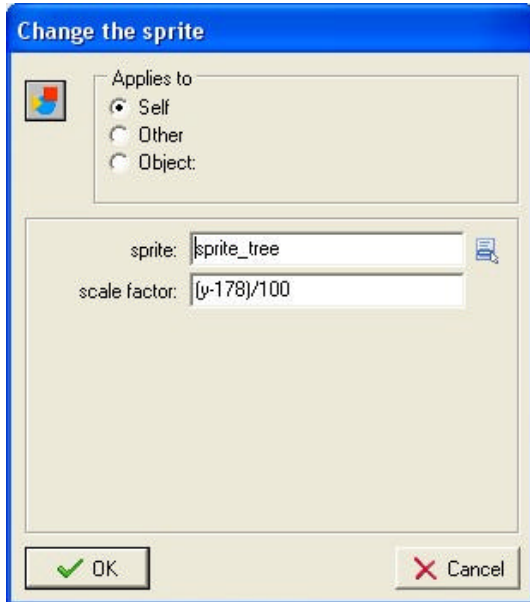 Change the sprite
Applies to
Self
Other
Object:
sprite: sprite_tree
scale factor: (y-178)/100
OK
Cancel